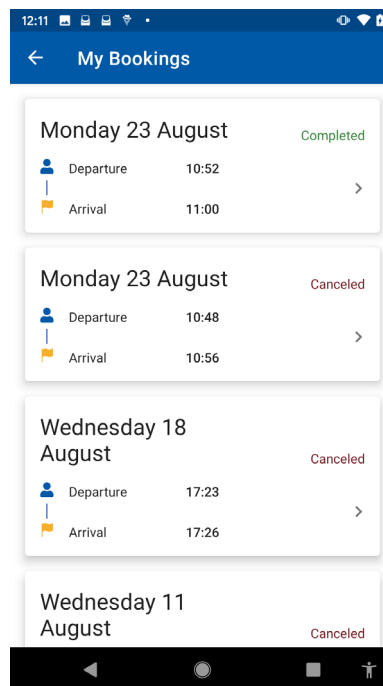 12:11
My Bookings
Monday 23 August
Completed
Departure 10:52
Arrival 11:00
Monday 23 August
Canceled
Departure 10:48
Arrival 10:56
Wednesday 18
August
Canceled
Departure 17:23
Arrival 17:26
Wednesday 11
August
Canceled